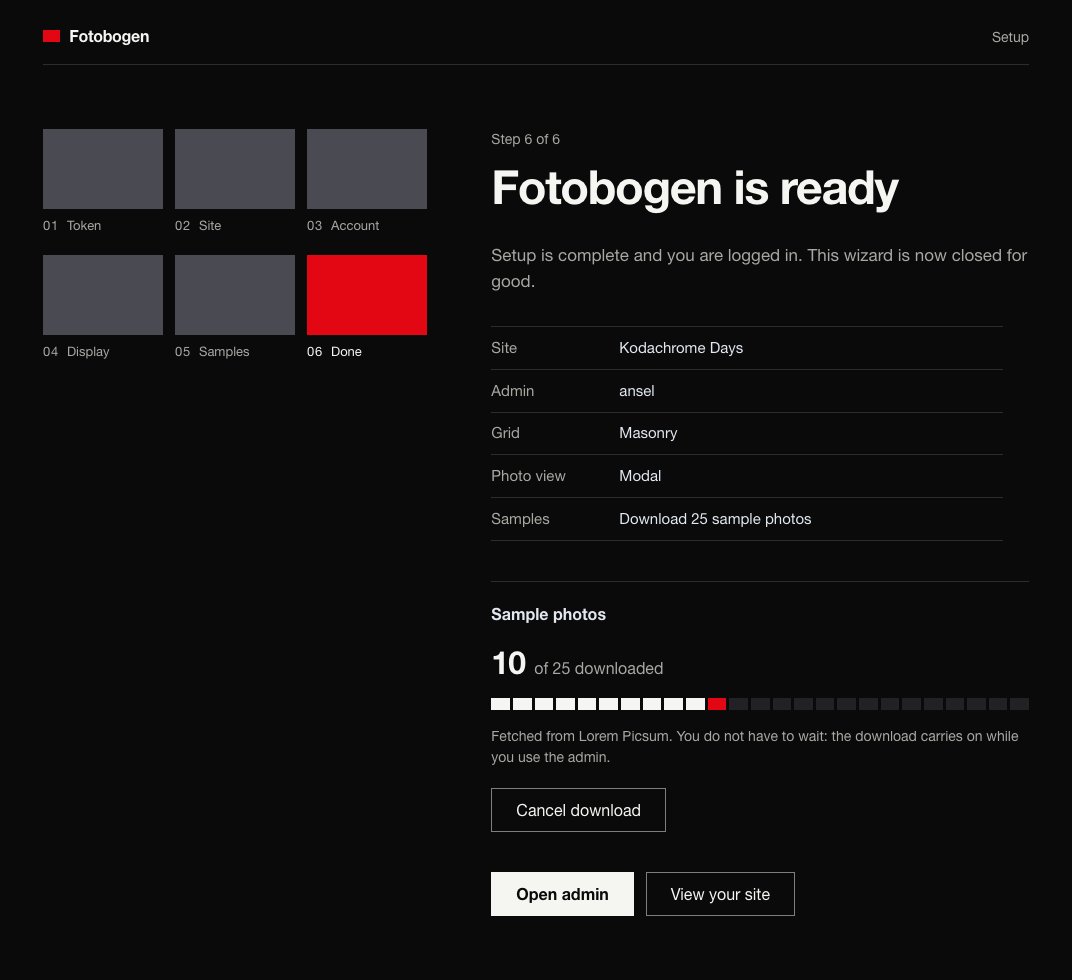 Fotobogen
Setup
01 Token
02 Site
03 Account
04 Display
05 Samples
06 Done
Step 6 of 6
Fotobogen is ready
Setup is complete and you are logged in. This wizard is now closed for
good.
Site Kodachrome Days
Admin ansel
Grid Masonry
Photo view Modal
Samples Download 25 sample photos
Sample photos
10 of 25 downloaded
Fetched from Lorem Picsum. You do not have to wait: the download carries on while
you use the admin.
Cancel download
Open admin
View your site